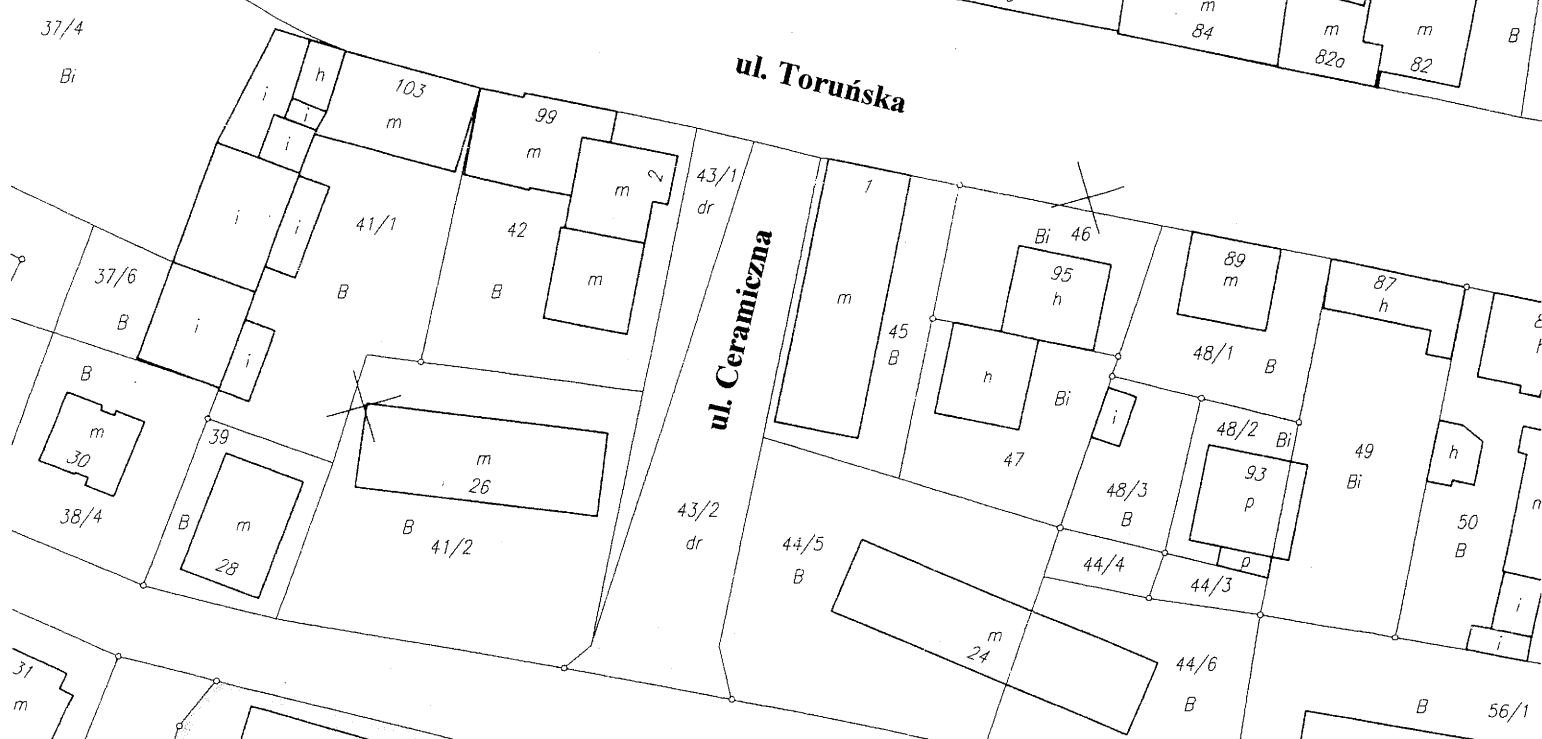 37/4
Bi
i
h
i
i
103
m
99
m
m
2
43/1
dr
ul. Toruńska
m
84
m
82a
m
82
B
i
i
41/1
B
42
B
m
37/6
B
i
i
B
m
30
38/4
39
B
m
28
m
26
B
41/2
ul. Ceramiczna
1
m
45
B
Bi
46
95
h
h
Bi
47
89
m
48/1
B
87
h
i
48/2
Bi
48/3
B
93
p
p
49
Bi
h
50
B
i
i
43/2
dr
44/5
B
44/4
44/3
m
24
44/6
B
B
56/1
31
m